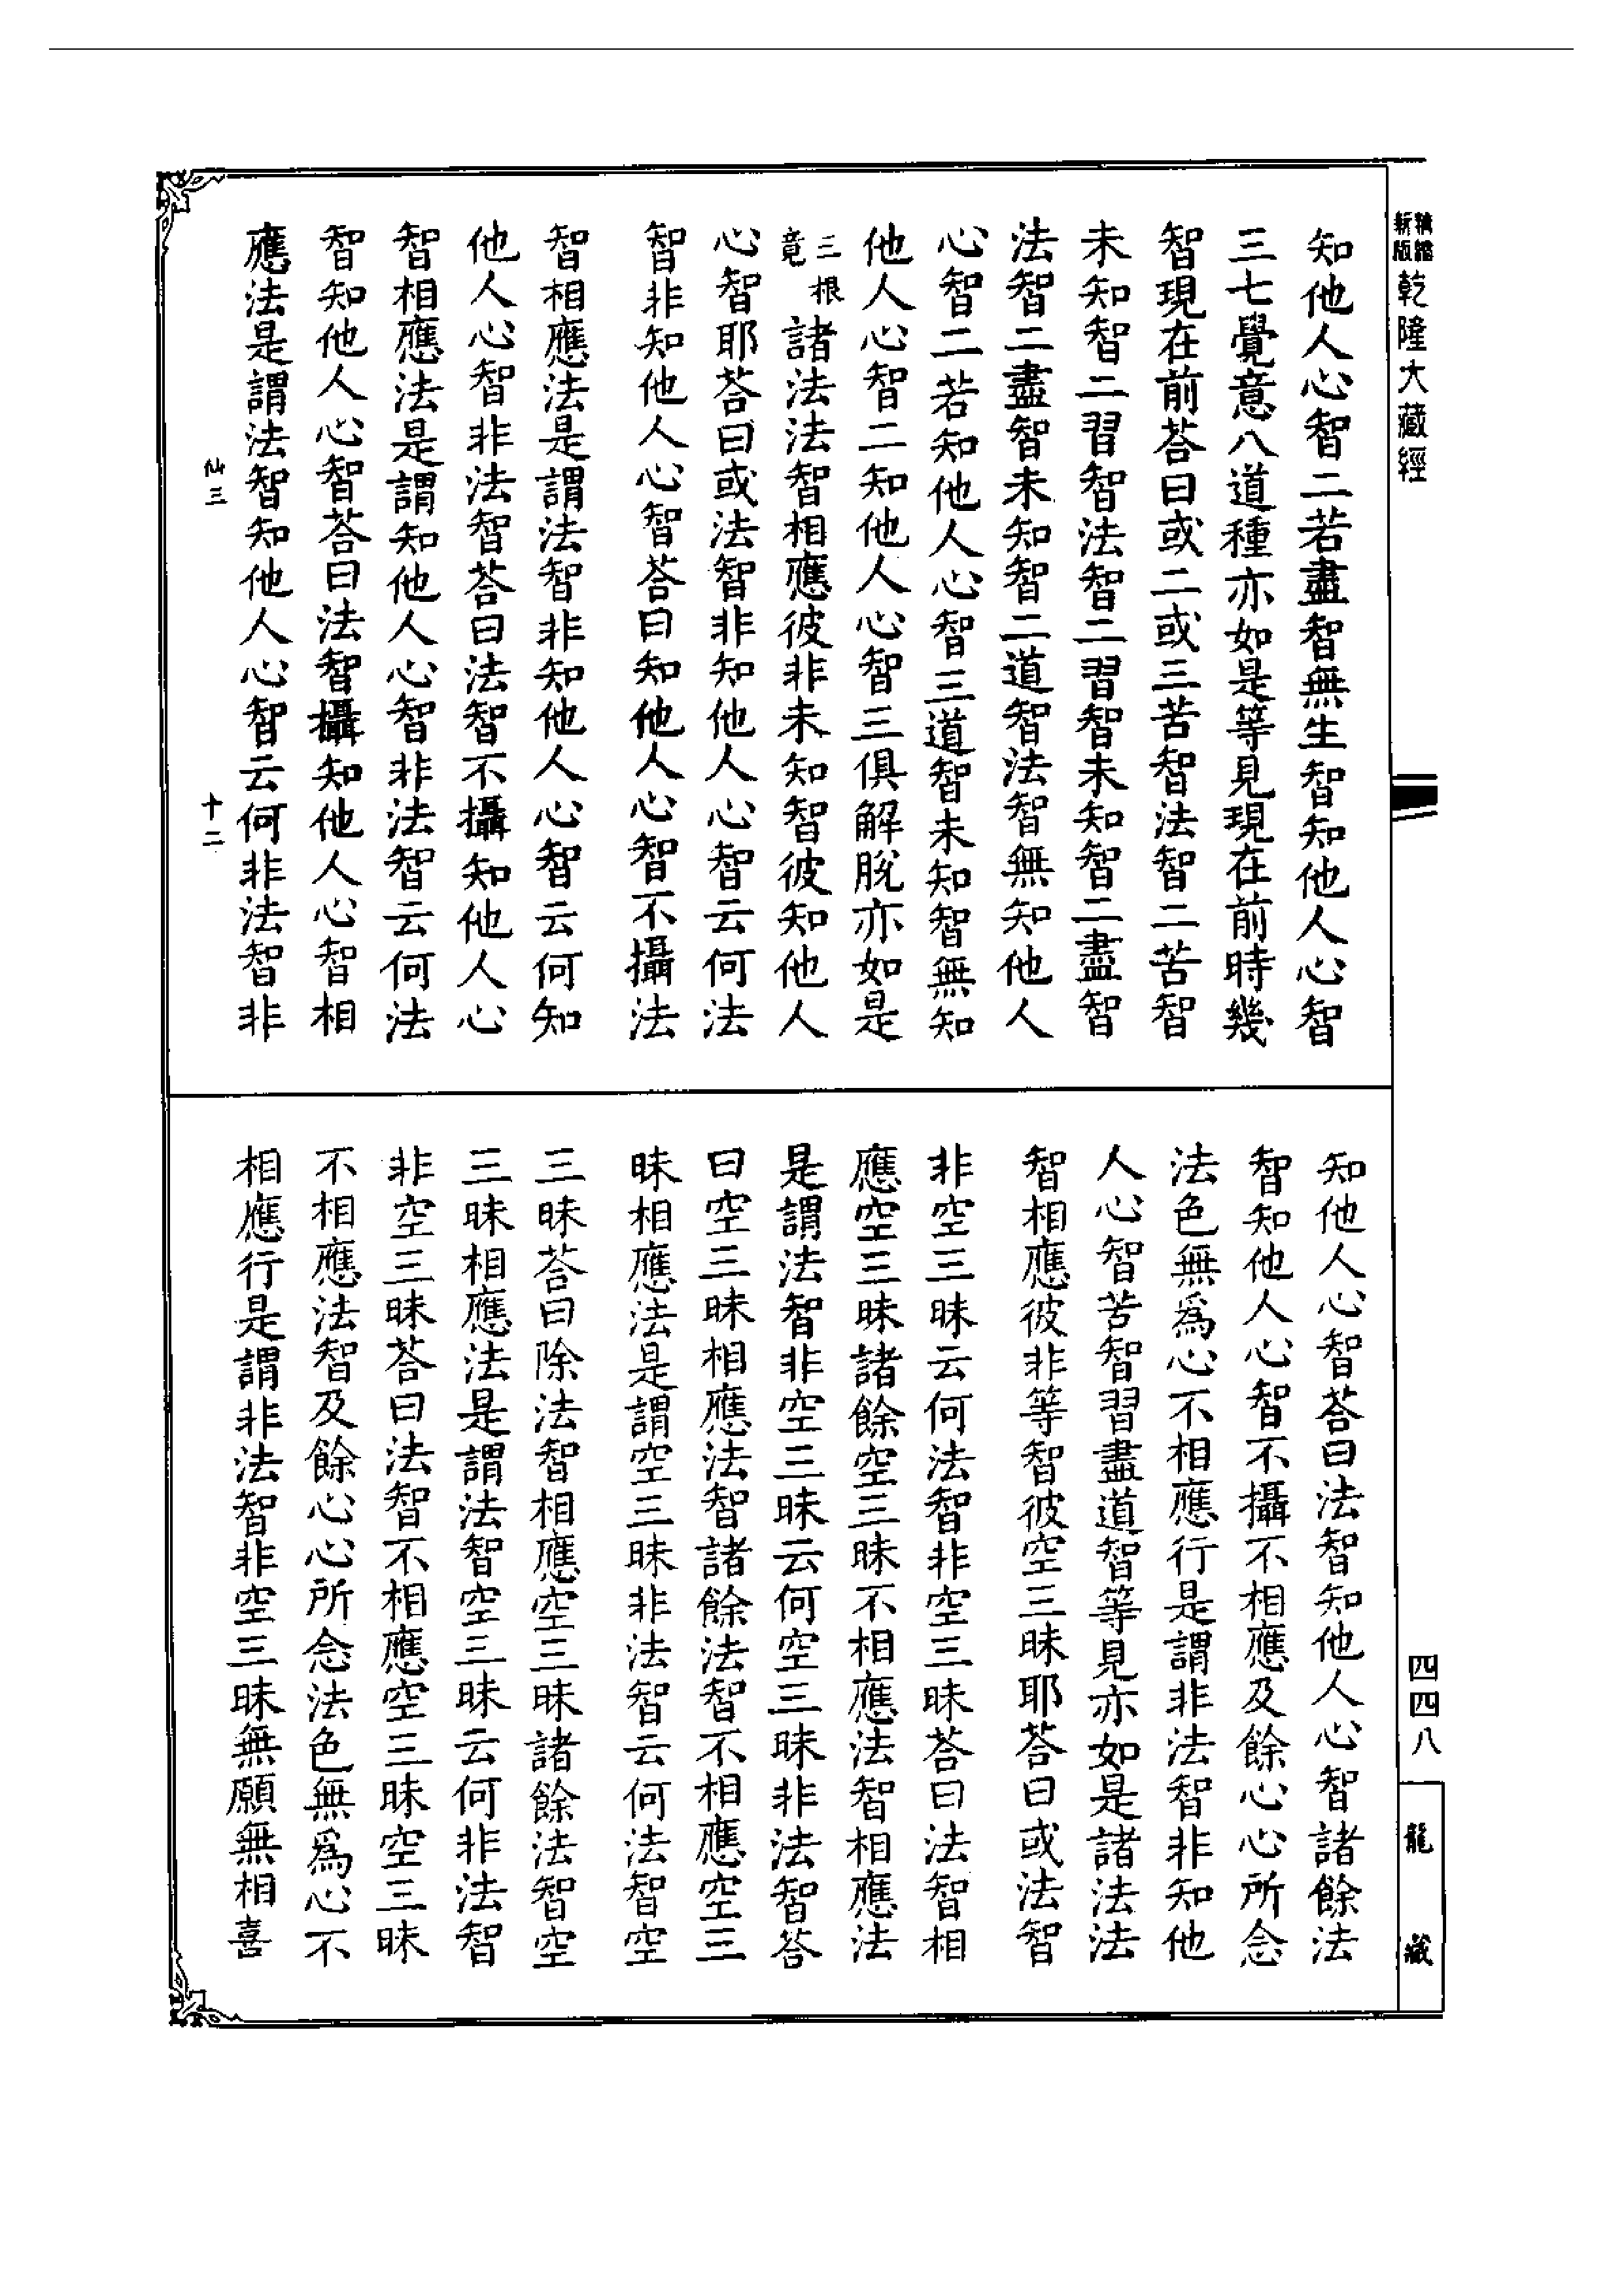 精縮
新版
乾隆大藏經
四四八
龍藏
知他人心智二若盡智無生智知他人心智
三七覺意八道種亦如是等見現在前時幾
智現在前荅曰或二或三苦智法智二苦智
未知智二習智法智二習智未知智二盡智
法智二盡智未知智二道智法智無知他人
心智二若知他人心智三道智未知智無知
他人心智二知他人心智三俱解脫亦如是
三根竟諸法法智相應彼非未知智彼知他人
心智耶荅曰或法智非知他人心智云何法
智非知他人心智荅曰知他人心智不攝法
智相應法是謂法智非知他人心智云何知
他人心智非法智荅曰法智不攝知他人心
智相應法是謂知他人心智非法智云何法
智知他人心智荅曰法智攝知他人心智相
應法是謂法智知他人心智云何非法智非
仙三
十二
知他人心智荅曰法智知他人心智諸餘法
智知他人心智不攝不相應及餘心心所念
法色無爲心不相應行是謂非法智非知他
人心智苦智習盡道智等見亦如是諸法法
智相應彼非等智彼空三昧耶荅曰或法智
非空三昧云何法智非空三昧荅曰法智相
應空三昧諸餘空三昧不相應法智相應法
是謂法智非空三昧云何空三昧非法智荅
曰空三昧相應法智諸餘法智不相應空三
昧相應法是謂空三昧非法智云何法智空
三昧荅曰除法智相應空三昧諸餘法智空
三昧相應法是謂法智空三昧云何非法智
非空三昧荅曰法智不相應空三昧空三昧
不相應法智及餘心心所念法色無爲心不
相應行是謂非法智非空三昧無願無相喜